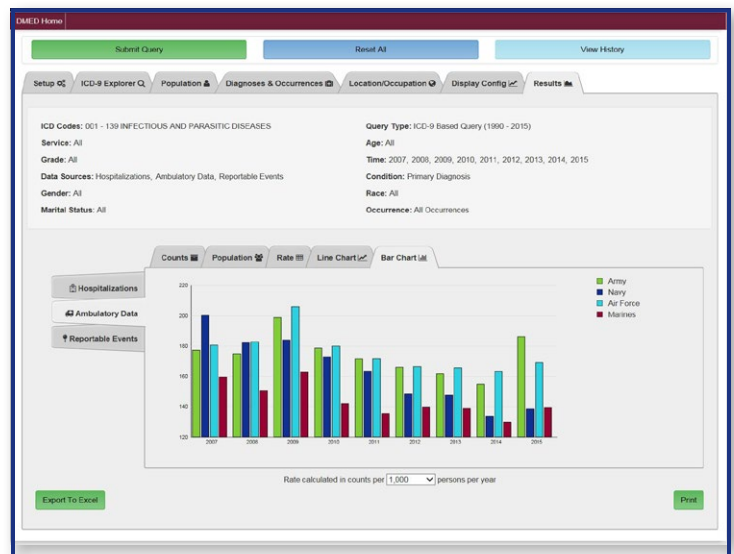 DMED Home
Submit Query
Reset All
View History
Setup
ICD-9 Explorer
Population
Diagnoses & Occurrences
Location/Occupation
Display Config
Results
ICD Codes: 001 - 139 INFECTIOUS AND PARASITIC DISEASES
Query Type: ICD-9 Based Query (1990 - 2015)
Service: All
Age: All
Grade: All
Time: 2007, 2008, 2009, 2010, 2011, 2012, 2013, 2014, 2015
Data Sources: Hospitalizations, Ambulatory Data, Reportable Events
Condition: Primary Diagnosis
Gender: All
Race: All
Marital Status: All
Occurrence: All Occurrences
Counts
Population
Rate
Line Chart
Bar Chart
Hospitalizations
Ambulatory Data
Reportable Events
220
200
180
160
140
120
2007
2008
2009
2010
2011
2012
2013
2014
2015
Army
Navy
Air Force
Marines
Rate calculated in counts per 1,000 persons per year
Export To Excel
Print